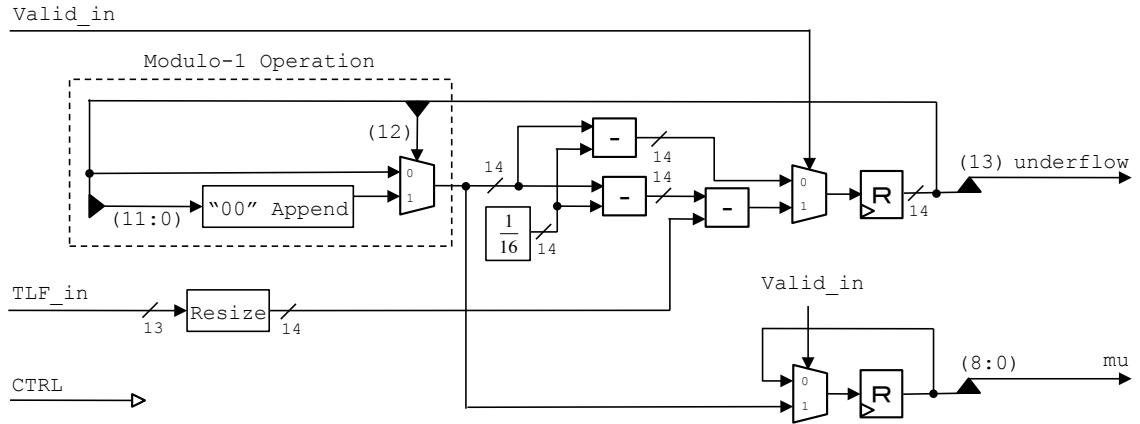 Valid_in
Modulo-1 Operation
(12)
0
1
(11:0)
“00” Append
14
1
16
14
-
14
-
14
-
0
1
R
14
(13) underflow
TLF_in
13
Resize
14
Valid_in
0
1
R
(8:0)
mu
CTRL